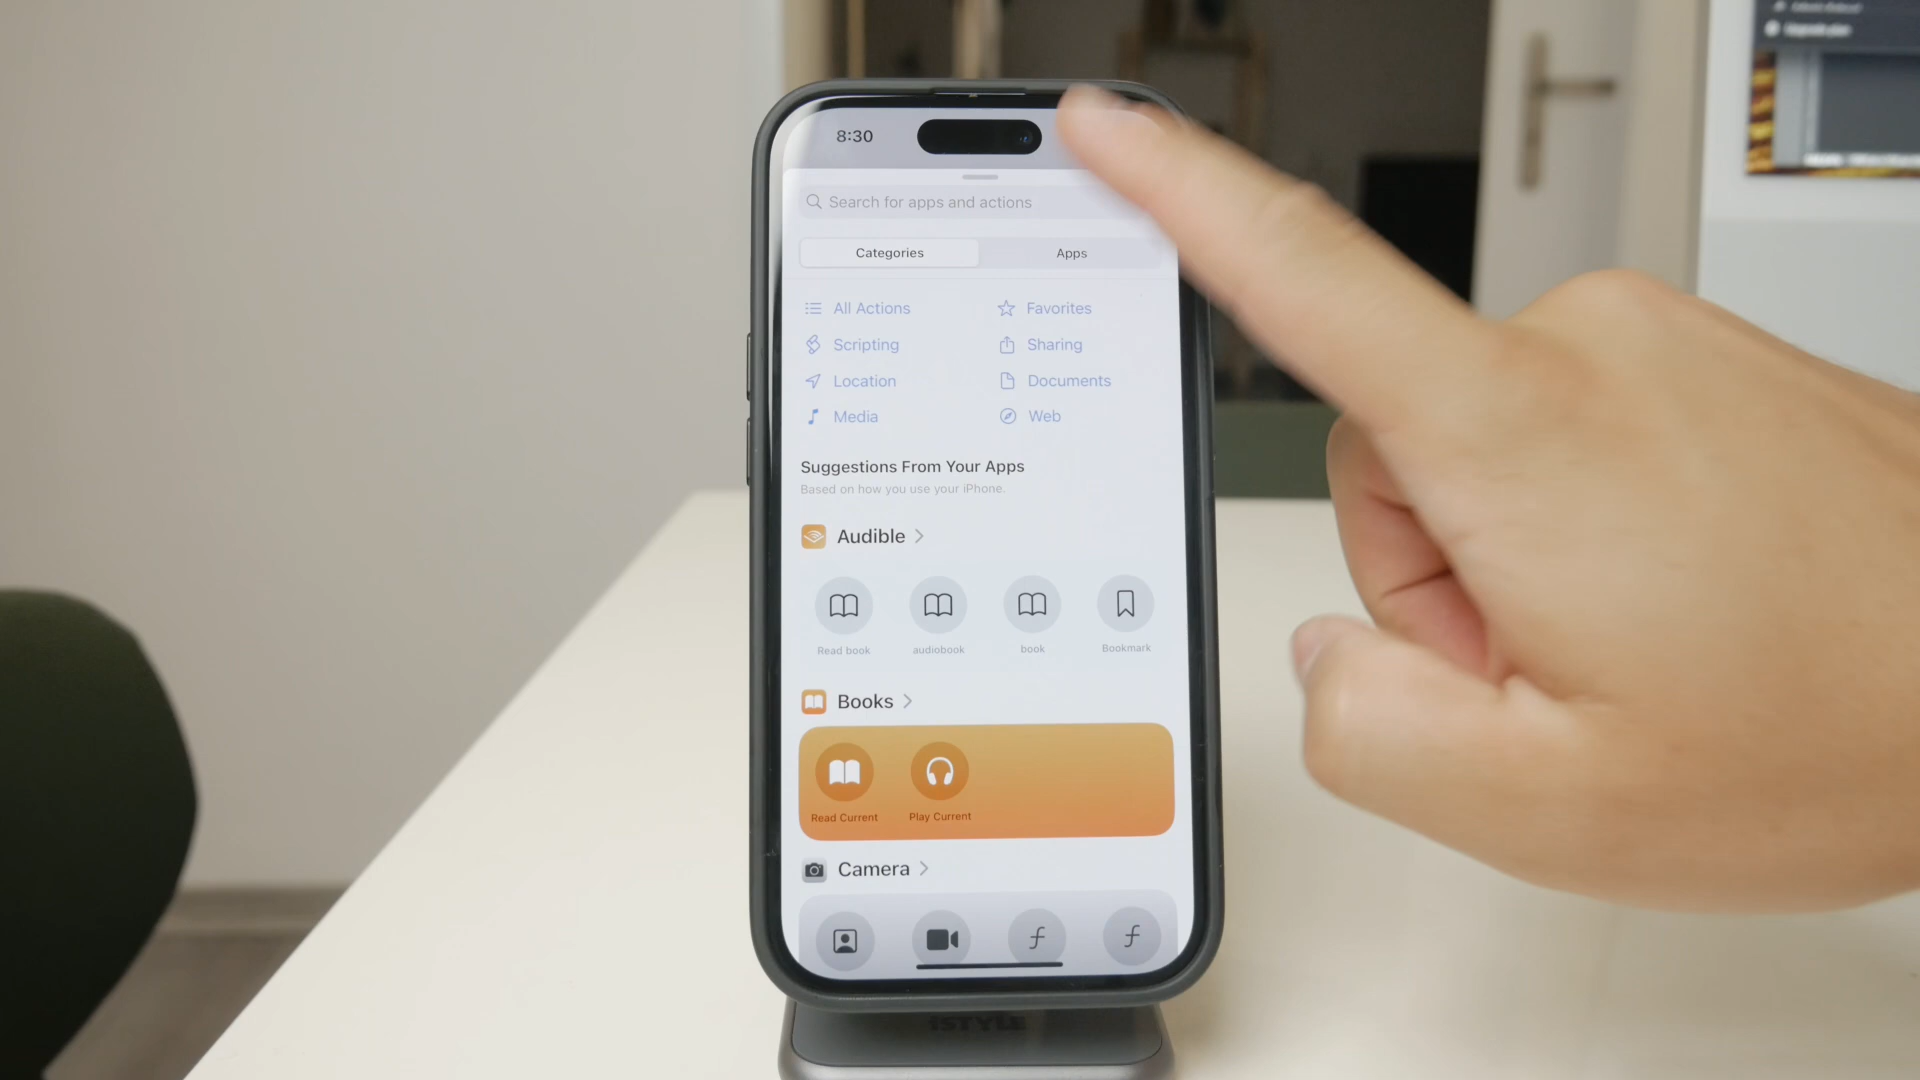 8:30
Search for apps and actions
Categories
Apps
All Actions
Favorites
Scripting
Sharing
Location
Documents
Media
Web
Suggestions From Your Apps
Based on how you use your iPhone.
Audible
Read book
audiobook
book
Bookmark
Books
Read Current
Play Current
Camera
iSTYLE